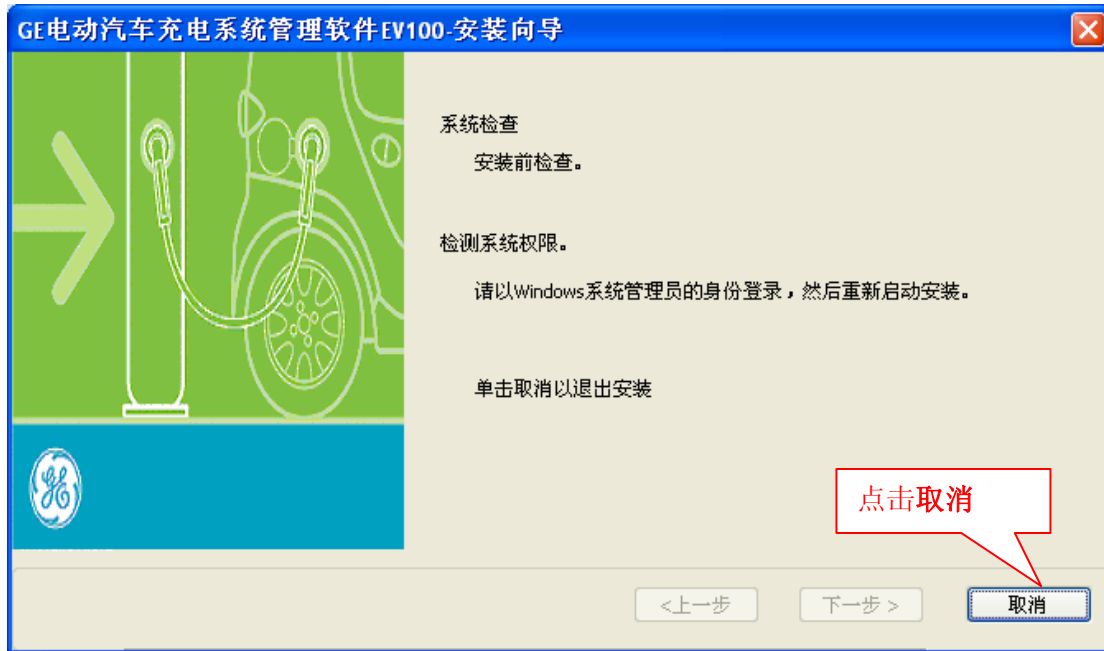 GE电动汽车充电系统管理软件EV100-安装向导
系统检查
安装前检查。
检测系统权限。
请以Windows系统管理员的身份登录，然后重新启动安装。
单击取消以退出安装
点击取消
<上一步
下一步 >
取消